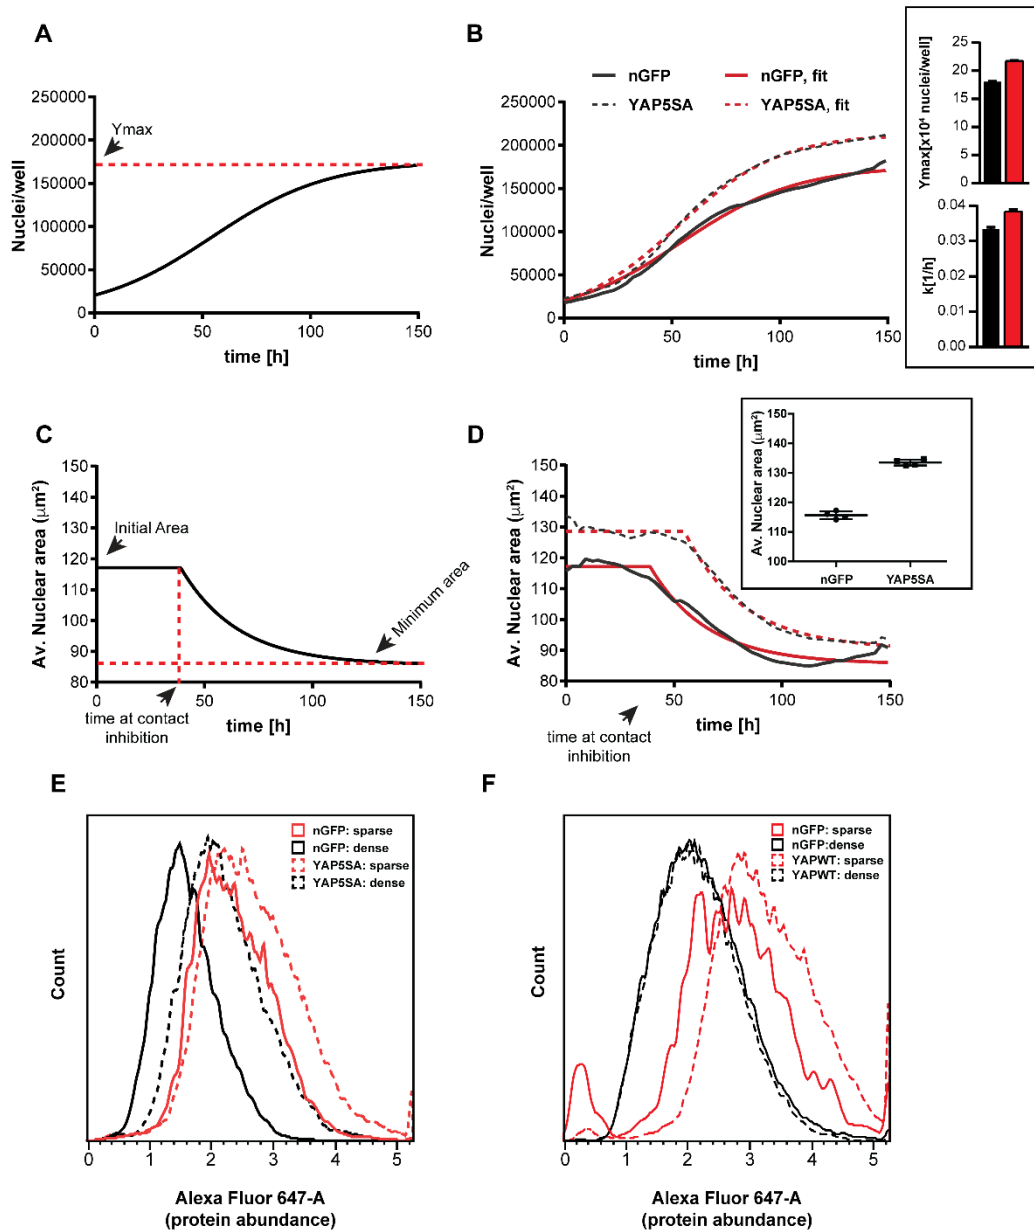 A
Ymax
250000
200000
150000
100000
50000
0
Nuclei/well
0 50 100 150
time [h]
B
nGFP
nGFP, fit
YAP5SA
YAP5SA, fit
250000
200000
150000
100000
50000
0
Nuclei/well
0 50 100 150
time [h]
Ymax[x10⁴ nuclei/well]
25
20
15
10
5
0
k[1/h]
0.04
0.03
0.02
0.01
0.00
C
150
140
130
120
110
100
90
80
Av. Nuclear area (µm²)
Initial Area
Minimum area
0 50 100 150
time at contact
inhibition
time [h]
D
150
140
130
120
110
100
90
80
Av. Nuclear area (µm²)
0 50 100 150
time at contact
inhibition
time [h]
150
140
130
120
110
100
Av. Nuclear area (µm²)
nGFP YAP5SA
E
nGFP: sparse
nGFP: dense
YAP5SA: sparse
YAP5SA: dense
Count
0 1 2 3 4 5
Alexa Fluor 647-A
(protein abundance)
F
nGFP: sparse
nGFP:dense
YAPWT: sparse
YAPWT: dense
Count
0 1 2 3 4 5
Alexa Fluor 647-A
(protein abundance)